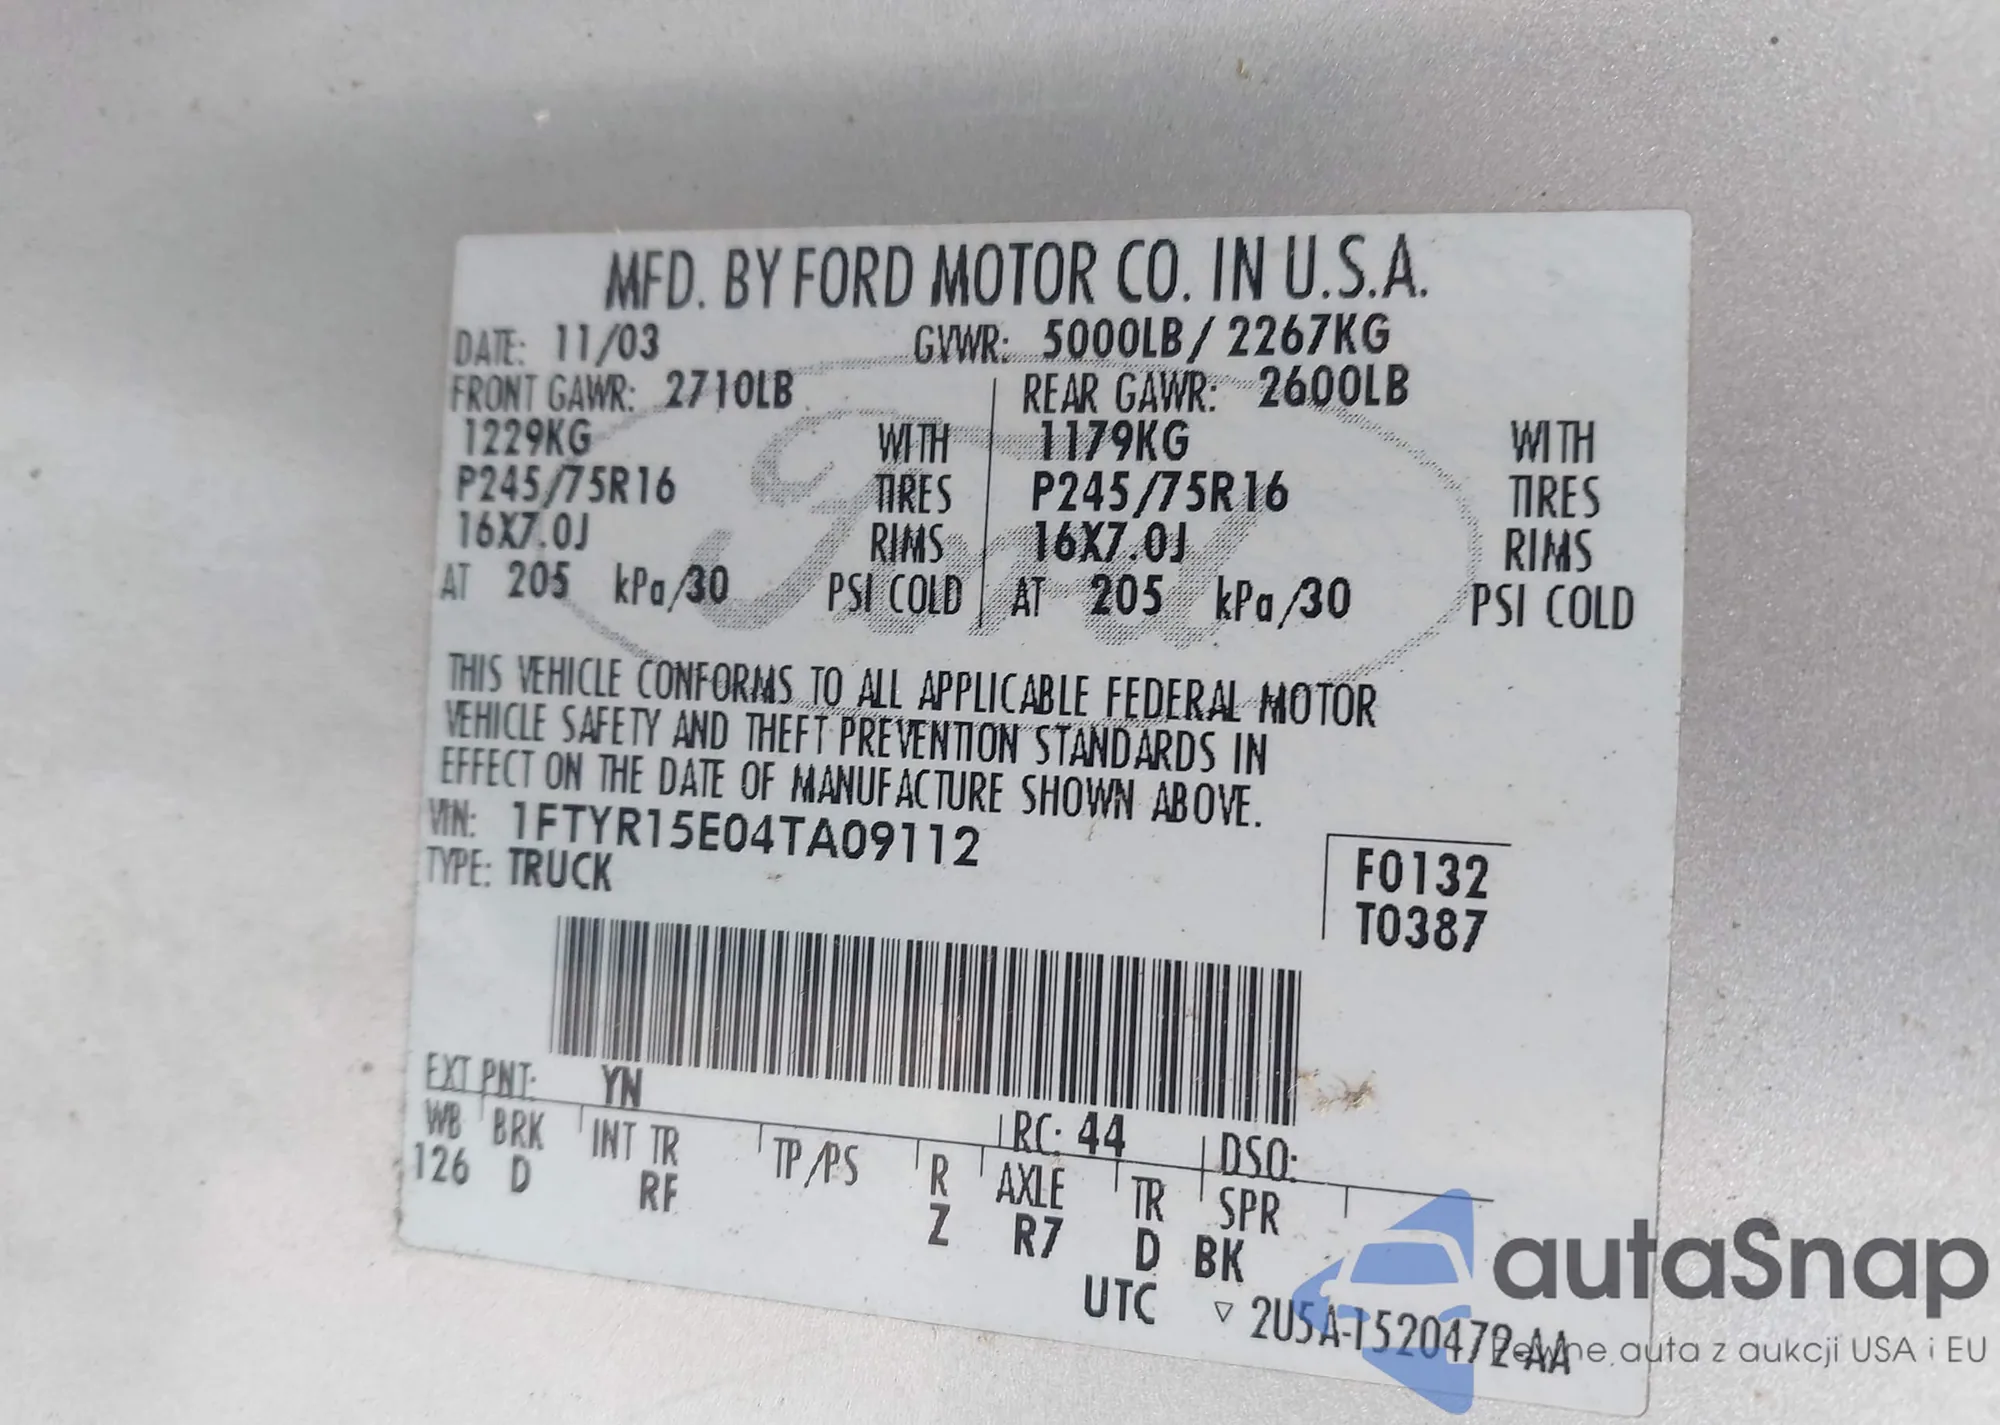 MFD. BY FORD MOTOR CO. IN U.S.A.
DATE: 11/03 GVWR: 5000LB / 2267KG
FRONT GAWR: 2710LB REAR GAWR: 2600LB
1229KG WITH 1179KG WITH
P245/75R16 TIRES P245/75R16 TIRES
16X7.0J RIMS 16X7.0J RIMS
AT 205 kPa/30 PSI COLD AT 205 kPa/30 PSI COLD
THIS VEHICLE CONFORMS TO ALL APPLICABLE FEDERAL MOTOR
VEHICLE SAFETY AND THEFT PREVENTION STANDARDS IN
EFFECT ON THE DATE OF MANUFACTURE SHOWN ABOVE.
VIN: 1FTYR15E04TA09112
TYPE: TRUCK
F0132
T0387
EXT PNT: YN RC: 44 DSO:
WB BRK INT TR TP/PS R AXLE TR SPR
126 D RF Z R7 D BK
UTC ▽ 2U5A-1520472-AA
Ford
autaSnap
Pewne auta z aukcji USA i EU